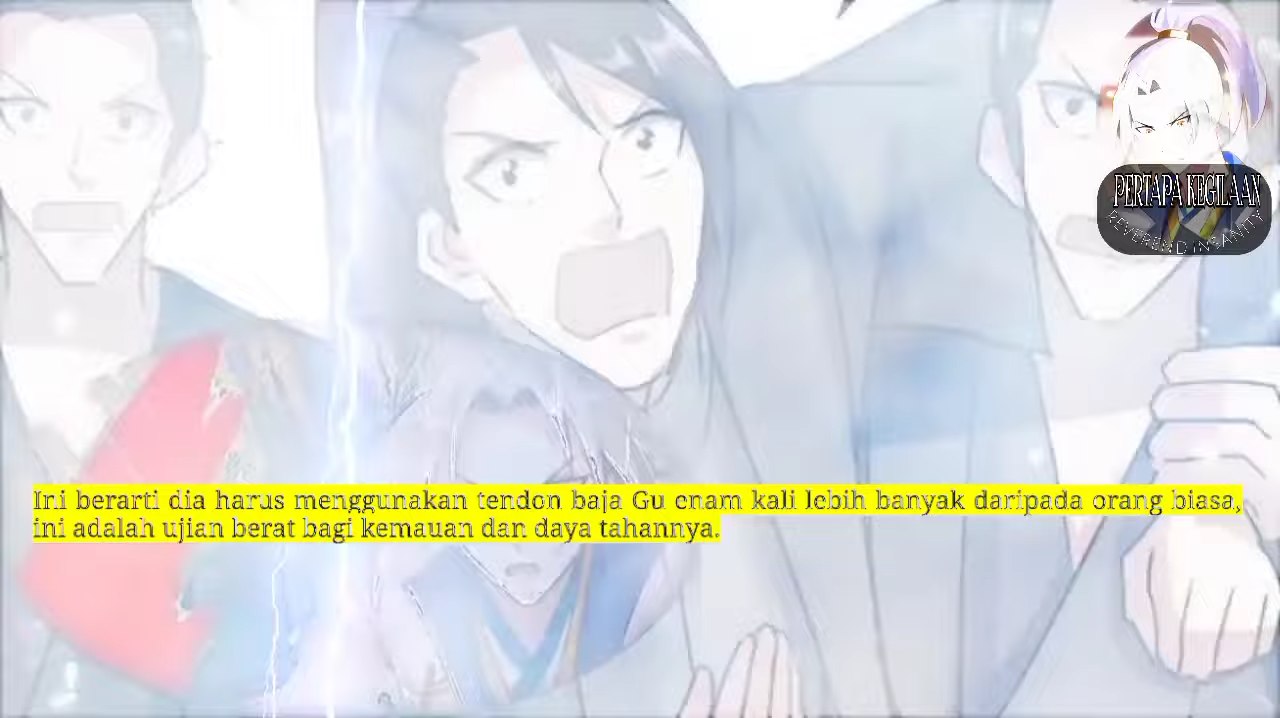 PERTAPA KEGILAAN
REVEREND INSANITY
Ini berarti dia harus menggunakan tendon baja Gu enam kali lebih banyak daripada orang biasa,
ini adalah ujian berat bagi kemauan dan daya tahannya.